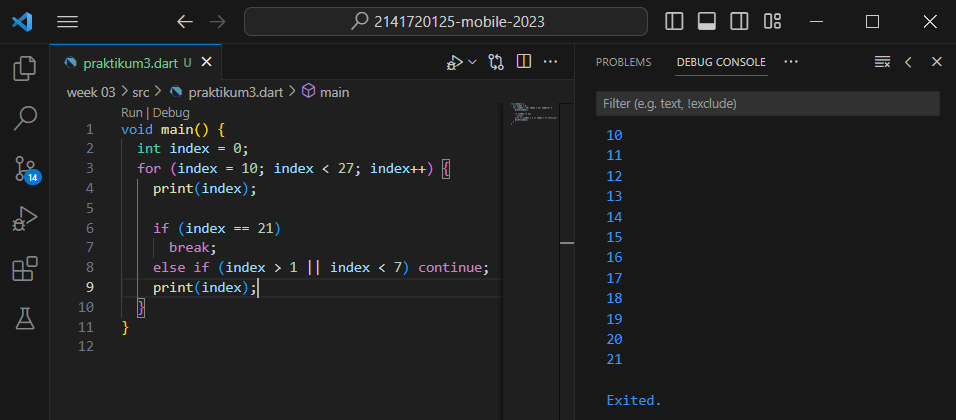 2141720125-mobile-2023
praktikum3.dart U
week 03 > src > praktikum3.dart > main
Run | Debug
1 void main() {
2 int index = 0;
3 for (index = 10; index < 27; index++) {
4 print(index);
5
6 if (index == 21)
7 break;
8 else if (index > 1 || index < 7) continue;
9 print(index);
10 }
11 }
12
14
PROBLEMS DEBUG CONSOLE ...
Filter (e.g. text, !exclude)
10
11
12
13
14
15
16
17
18
19
20
21
Exited.